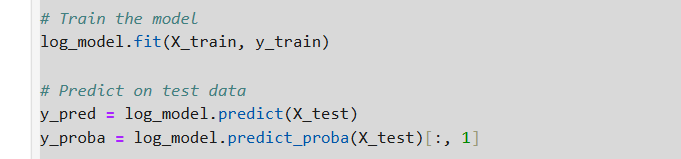 # Train the model
log_model.fit(X_train, y_train)
# Predict on test data
y_pred = log_model.predict(X_test)
y_proba = log_model.predict_proba(X_test)[:, 1]